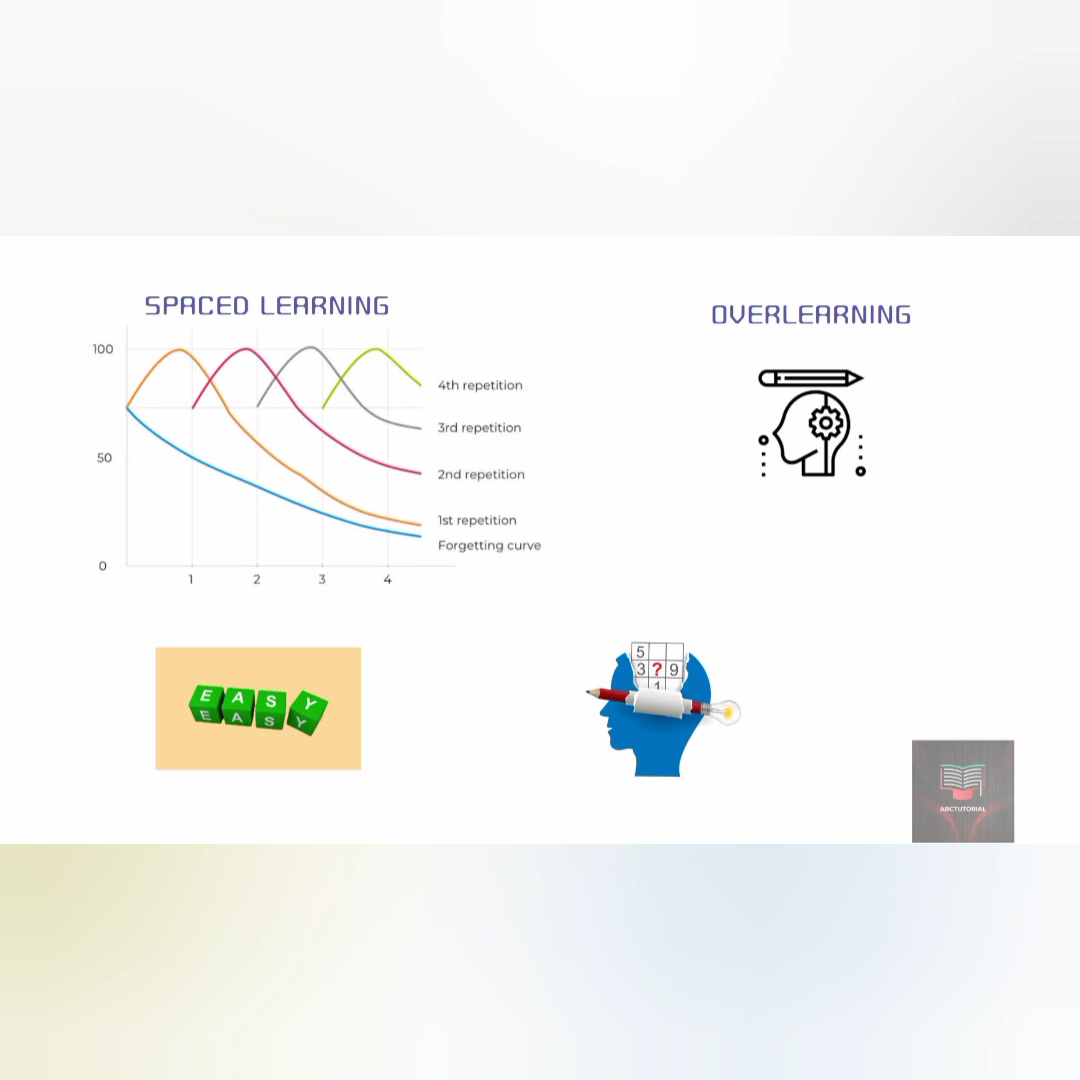 SPACED LEARNING
OVERLEARNING
100
50
0
1 2 3 4
4th repetition
3rd repetition
2nd repetition
1st repetition
Forgetting curve
EASY
EASY
5
3 ? 9
1
ABCTUTORIAL